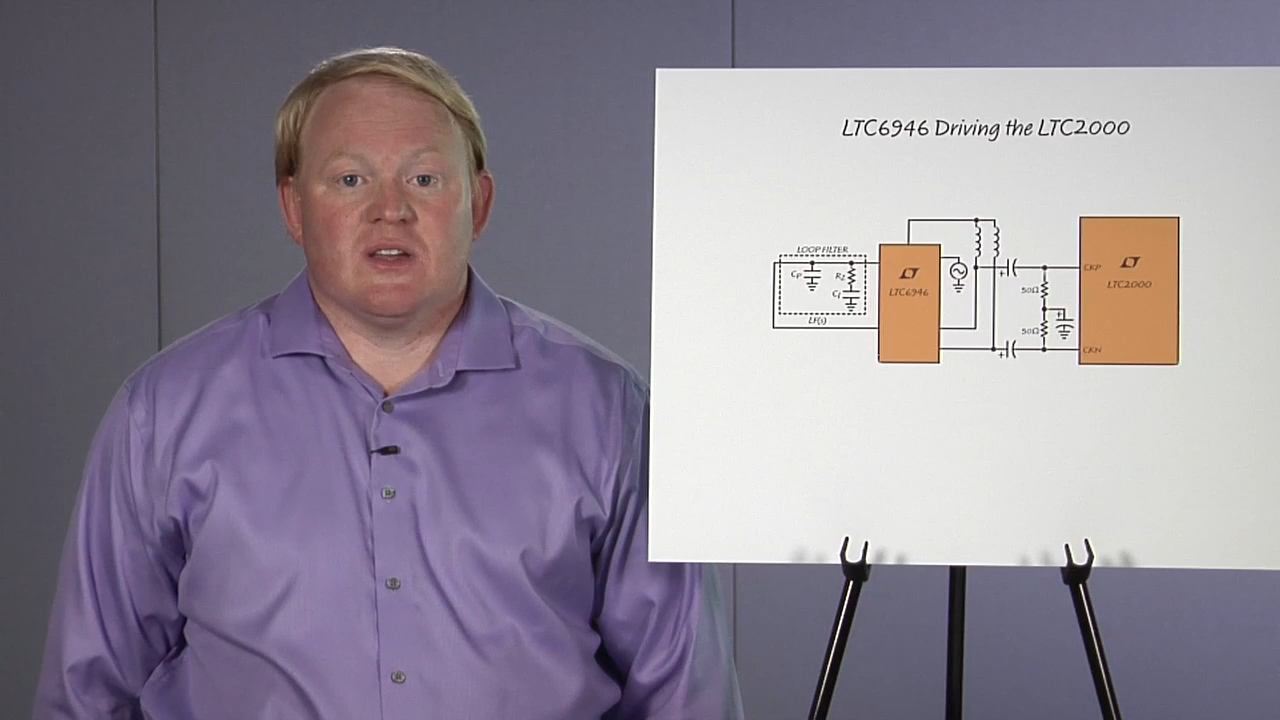 LTC6946 Driving the LTC2000
LOOP FILTER
CP
RZ
CI
LF(s)
LTC6946
+
50Ω
+
50Ω
+
CKP
LTC2000
CKN